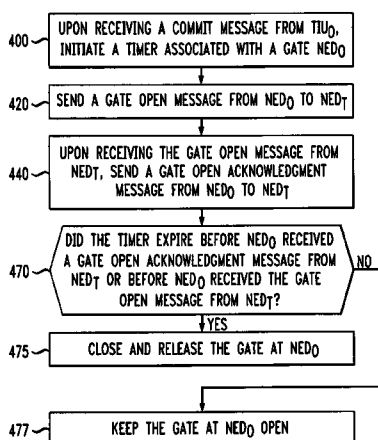 400
UPON RECEIVING A COMMIT MESSAGE FROM TIU₀,
INITIATE A TIMER ASSOCIATED WITH A GATE NED₀
420
SEND A GATE OPEN MESSAGE FROM NED₀ TO NEDT
440
UPON RECEIVING THE GATE OPEN MESSAGE FROM
NEDT, SEND A GATE OPEN ACKNOWLEDGMENT
MESSAGE FROM NED₀ TO NEDT
470
DID THE TIMER EXPIRE BEFORE NED₀ RECEIVED
A GATE OPEN ACKNOWLEDGMENT MESSAGE FROM
NEDT OR BEFORE NED₀ RECEIVED THE GATE
OPEN MESSAGE FROM NEDT?
NO
YES
475
CLOSE AND RELEASE THE GATE AT NED₀
477
KEEP THE GATE AT NED₀ OPEN